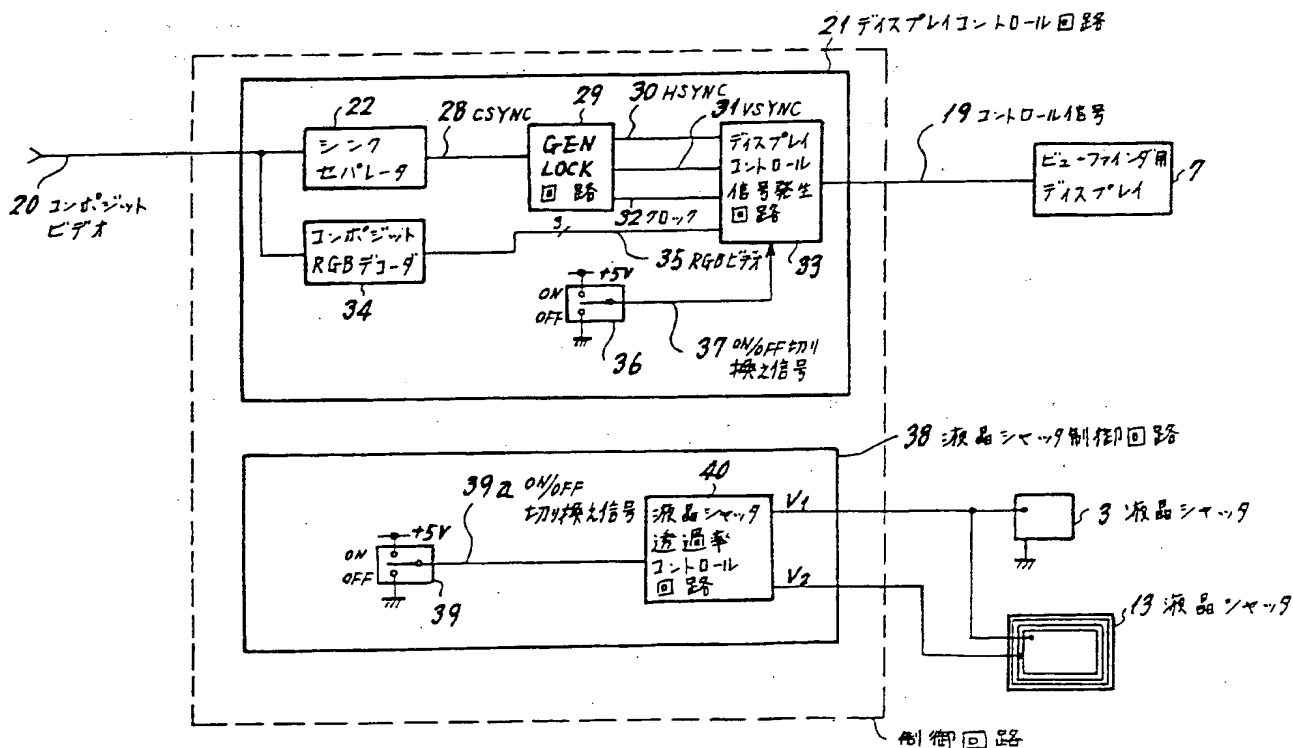 21 ディスプレイコントロール回路
22
シンク
セパレータ
28 CSYNC
29
GEN
LOCK
回路
30 HSYNC
31 VSYNC
32 クロック
ディスプレイ
コントロール
信号発生
回路
33
19 コントロール信号
ビューファインダ用
ディスプレイ
7
20 コンポジット
ビデオ
コンポジット
RGBデコーダ
34
3
35 RGBビデオ
+5V
ON
OFF
36
37 ON/OFF切り
換え信号
38 液晶シャッタ制御回路
39a ON/OFF
切り換え信号
+5V
ON
OFF
39
40
液晶シャッタ
透過率
コントロール
回路
V1
V2
3 液晶シャッタ
13 液晶シャッタ
制御回路